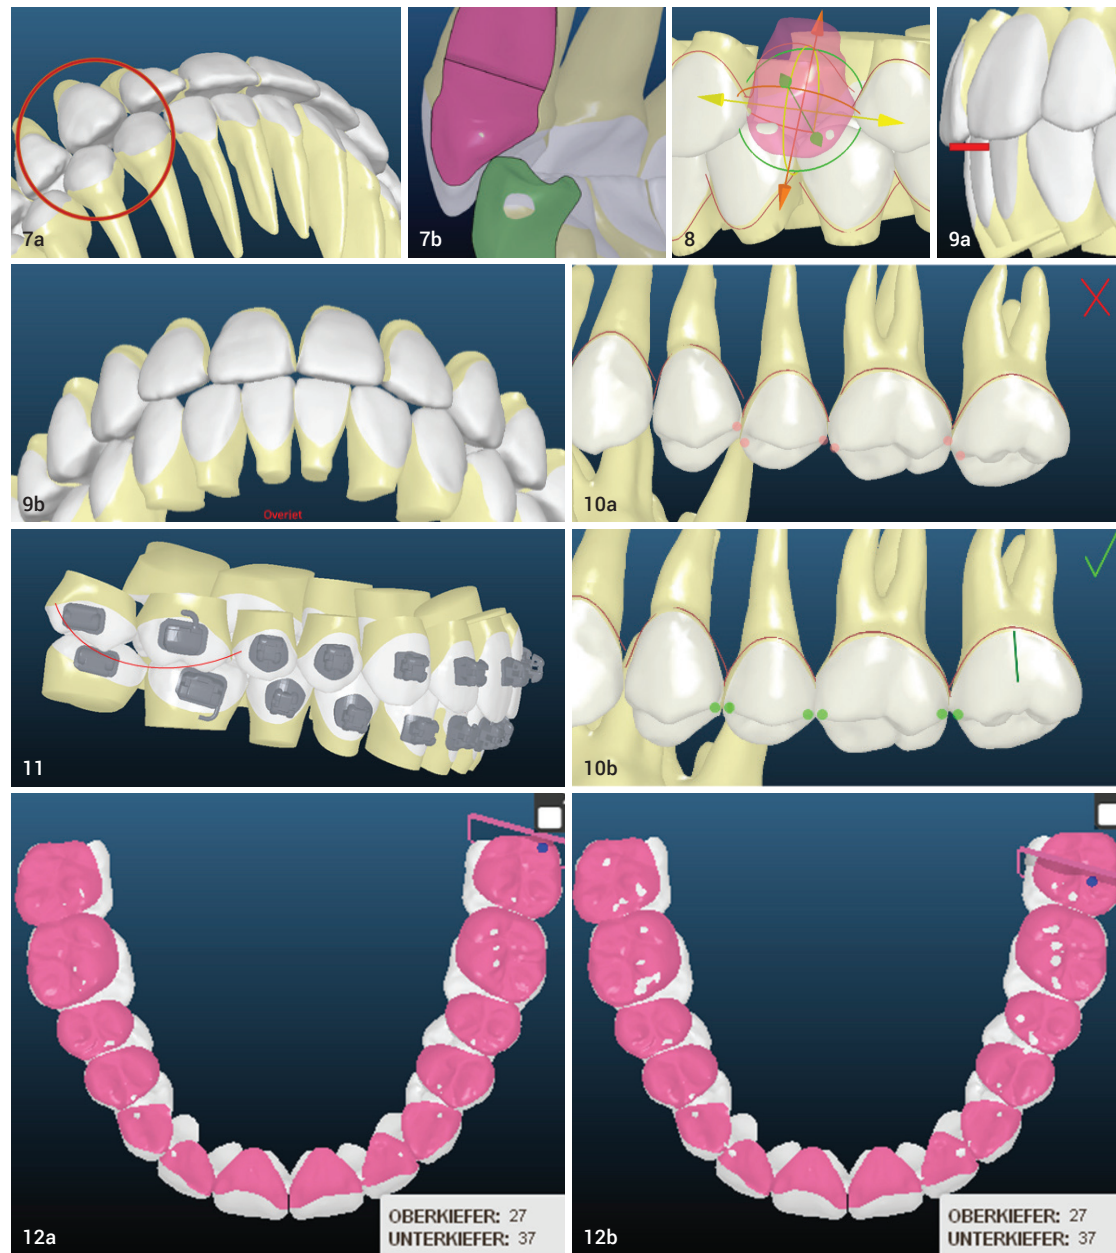 7a
7b
8
9a
9b
Overjet
10a
11
10b
12a
OBERKIEFER: 27
UNTERKIEFER: 37
12b
OBERKIEFER: 27
UNTERKIEFER: 37